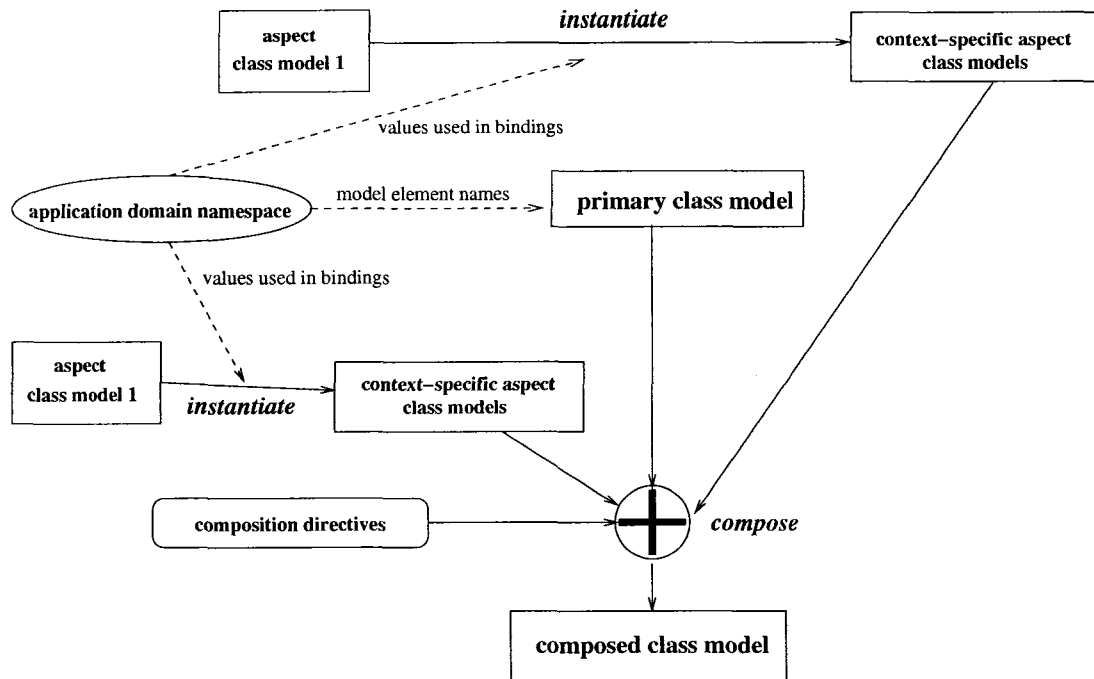 instantiate
aspect
class model 1
context-specific aspect
class models
values used in bindings
model element names
application domain namespace
primary class model
values used in bindings
aspect
class model 1
instantiate
context-specific aspect
class models
composition directives
compose
composed class model